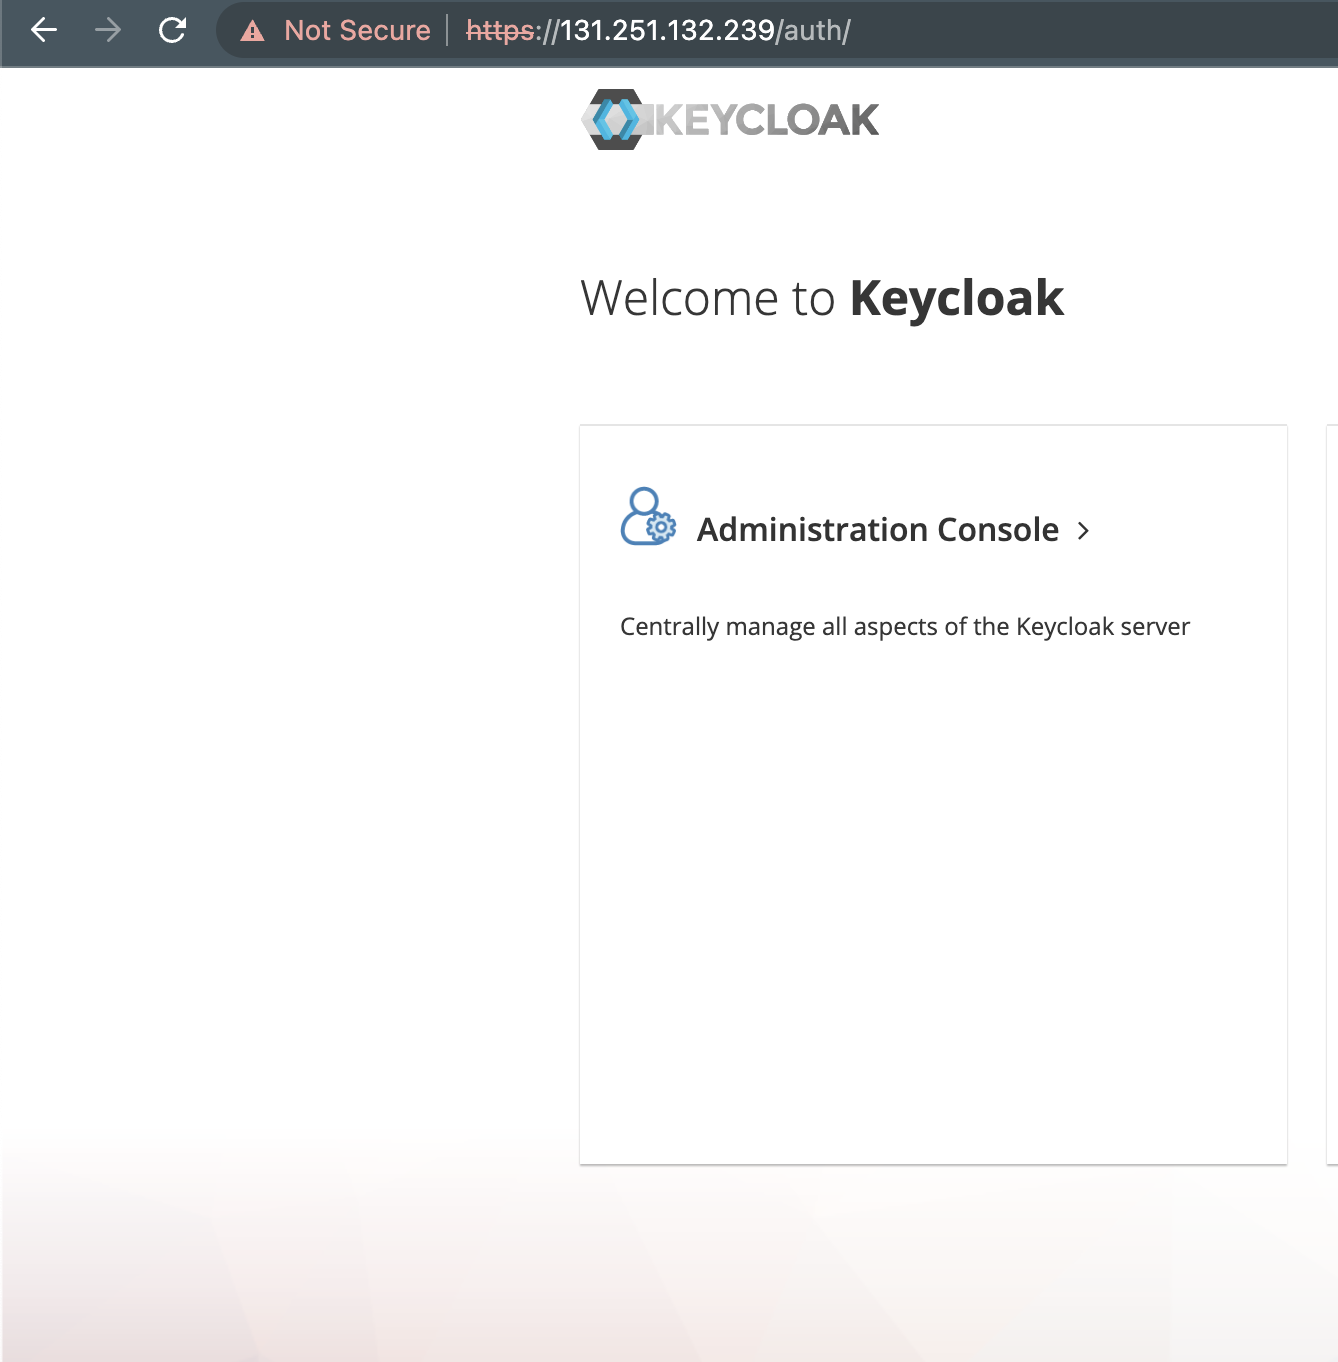 Not Secure https://131.251.132.239/auth/
KEYCLOAK
Welcome to Keycloak
Administration Console
Centrally manage all aspects of the Keycloak server